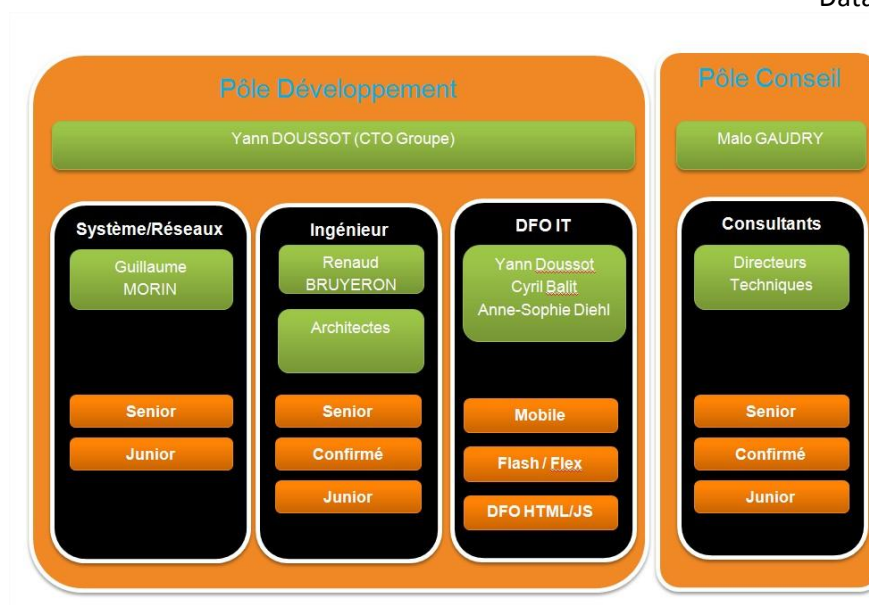 Data
Pôle Développement
Yann DOUSSOT (CTO Groupe)
Système/Réseaux
Guillaume
MORIN
Senior
Junior
Ingénieur
Renaud
BRUYERON
Architectes
Senior
Confirmé
Junior
DFO IT
Yann Doussot
Cyril Balit
Anne-Sophie Diehl
Mobile
Flash / Flex
DFO HTML/JS
Pôle Conseil
Malo GAUDRY
Consultants
Directeurs
Techniques
Senior
Confirmé
Junior